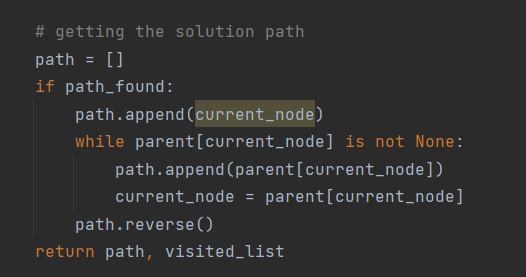 # getting the solution path
path = []
if path_found:
    path.append(current_node)
    while parent[current_node] is not None:
        path.append(parent[current_node])
        current_node = parent[current_node]
    path.reverse()
return path, visited_list